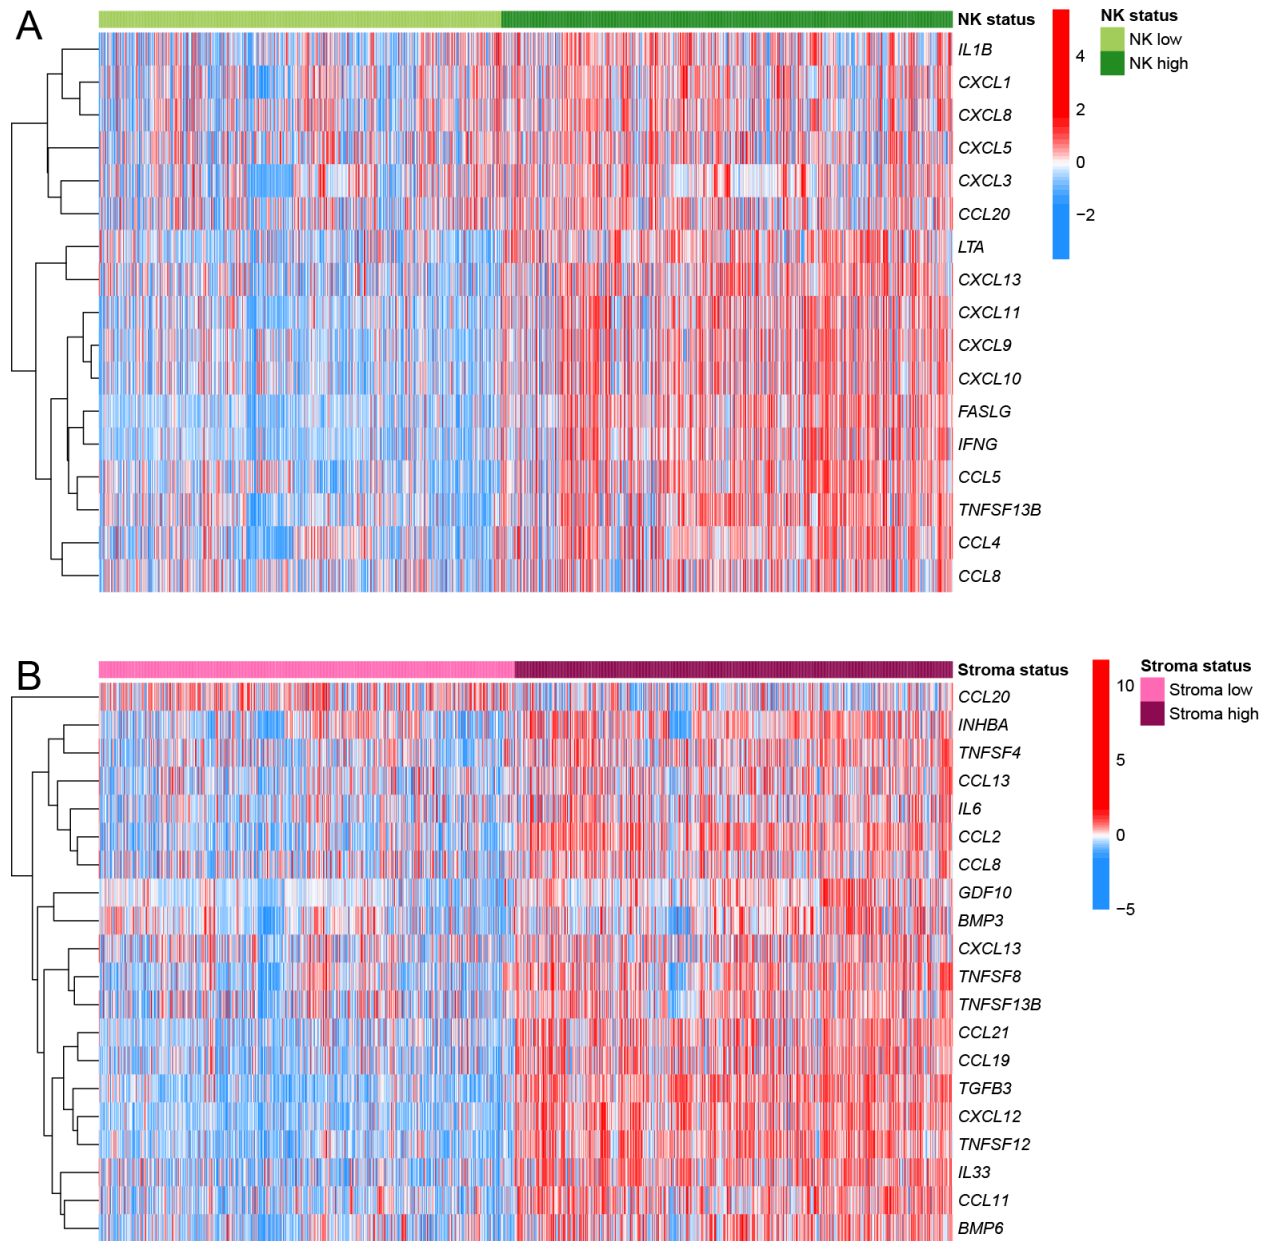 A
NK status
IL1B
CXCL1
CXCL8
CXCL5
CXCL3
CCL20
LTA
CXCL13
CXCL11
CXCL9
CXCL10
FASLG
IFNG
CCL5
TNFSF13B
CCL4
CCL8
4
2
0
−2
NK status
NK low
NK high
B
Stroma status
CCL20
INHBA
TNFSF4
CCL13
IL6
CCL2
CCL8
GDF10
BMP3
CXCL13
TNFSF8
TNFSF13B
CCL21
CCL19
TGFB3
CXCL12
TNFSF12
IL33
CCL11
BMP6
10
5
0
−5
Stroma status
Stroma low
Stroma high